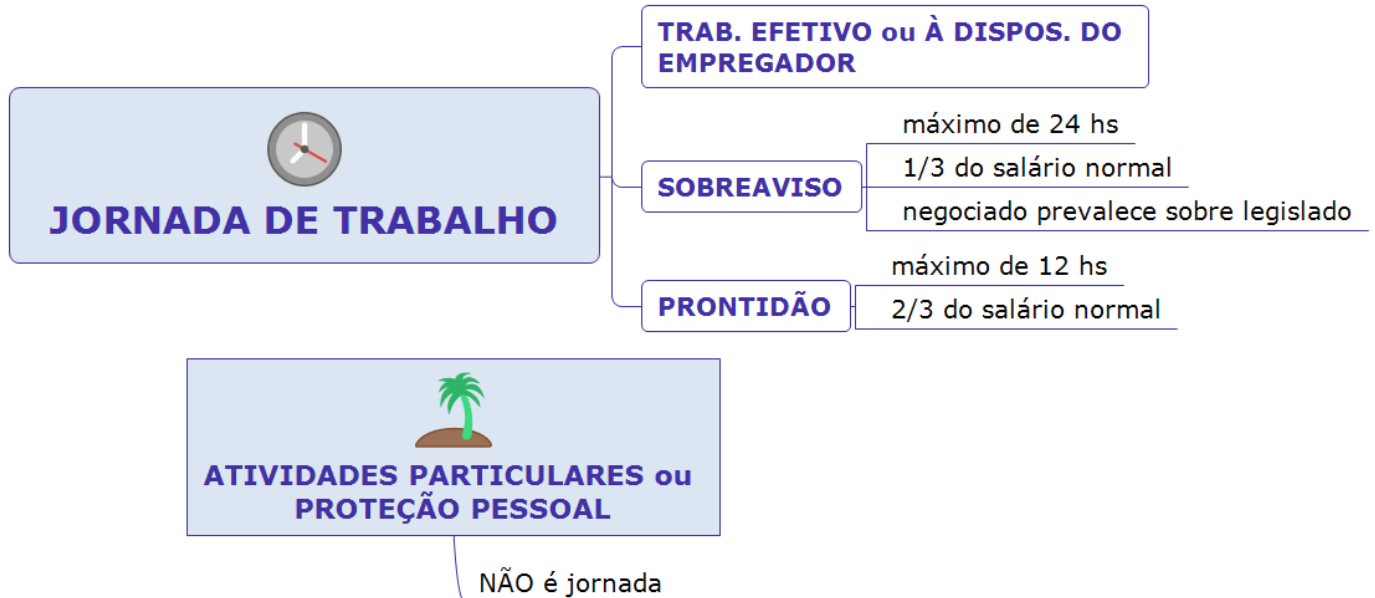 TRAB. EFETIVO ou À DISPOS. DO
EMPREGADOR
JORNADA DE TRABALHO
SOBREAVISO
máximo de 24 hs
1/3 do salário normal
negociado prevalece sobre legislado
PRONTIDÃO
máximo de 12 hs
2/3 do salário normal
ATIVIDADES PARTICULARES ou
PROTEÇÃO PESSOAL
NÃO é jornada